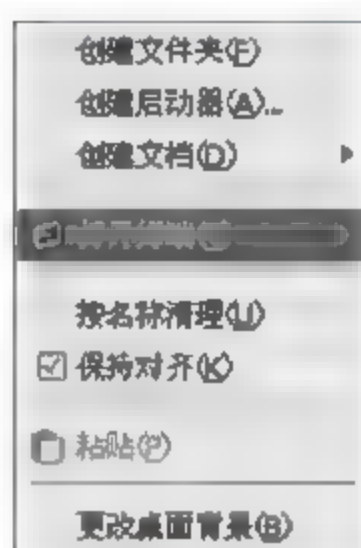 创建文件夹(F)
创建启动器(A)...
创建文档(D)
按名称清理(U)
保持对齐(K)
粘贴(P)
更改桌面背景(B)